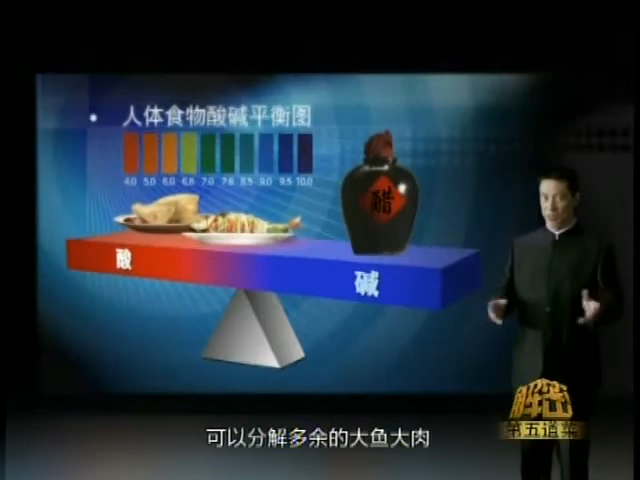 人体食物酸碱平衡图
4.0 5.0 6.0 6.8 7.0 7.6 8.5 9.0 9.5 10.0
醋
酸
碱
解密
第五道菜
可以分解多余的大鱼大肉